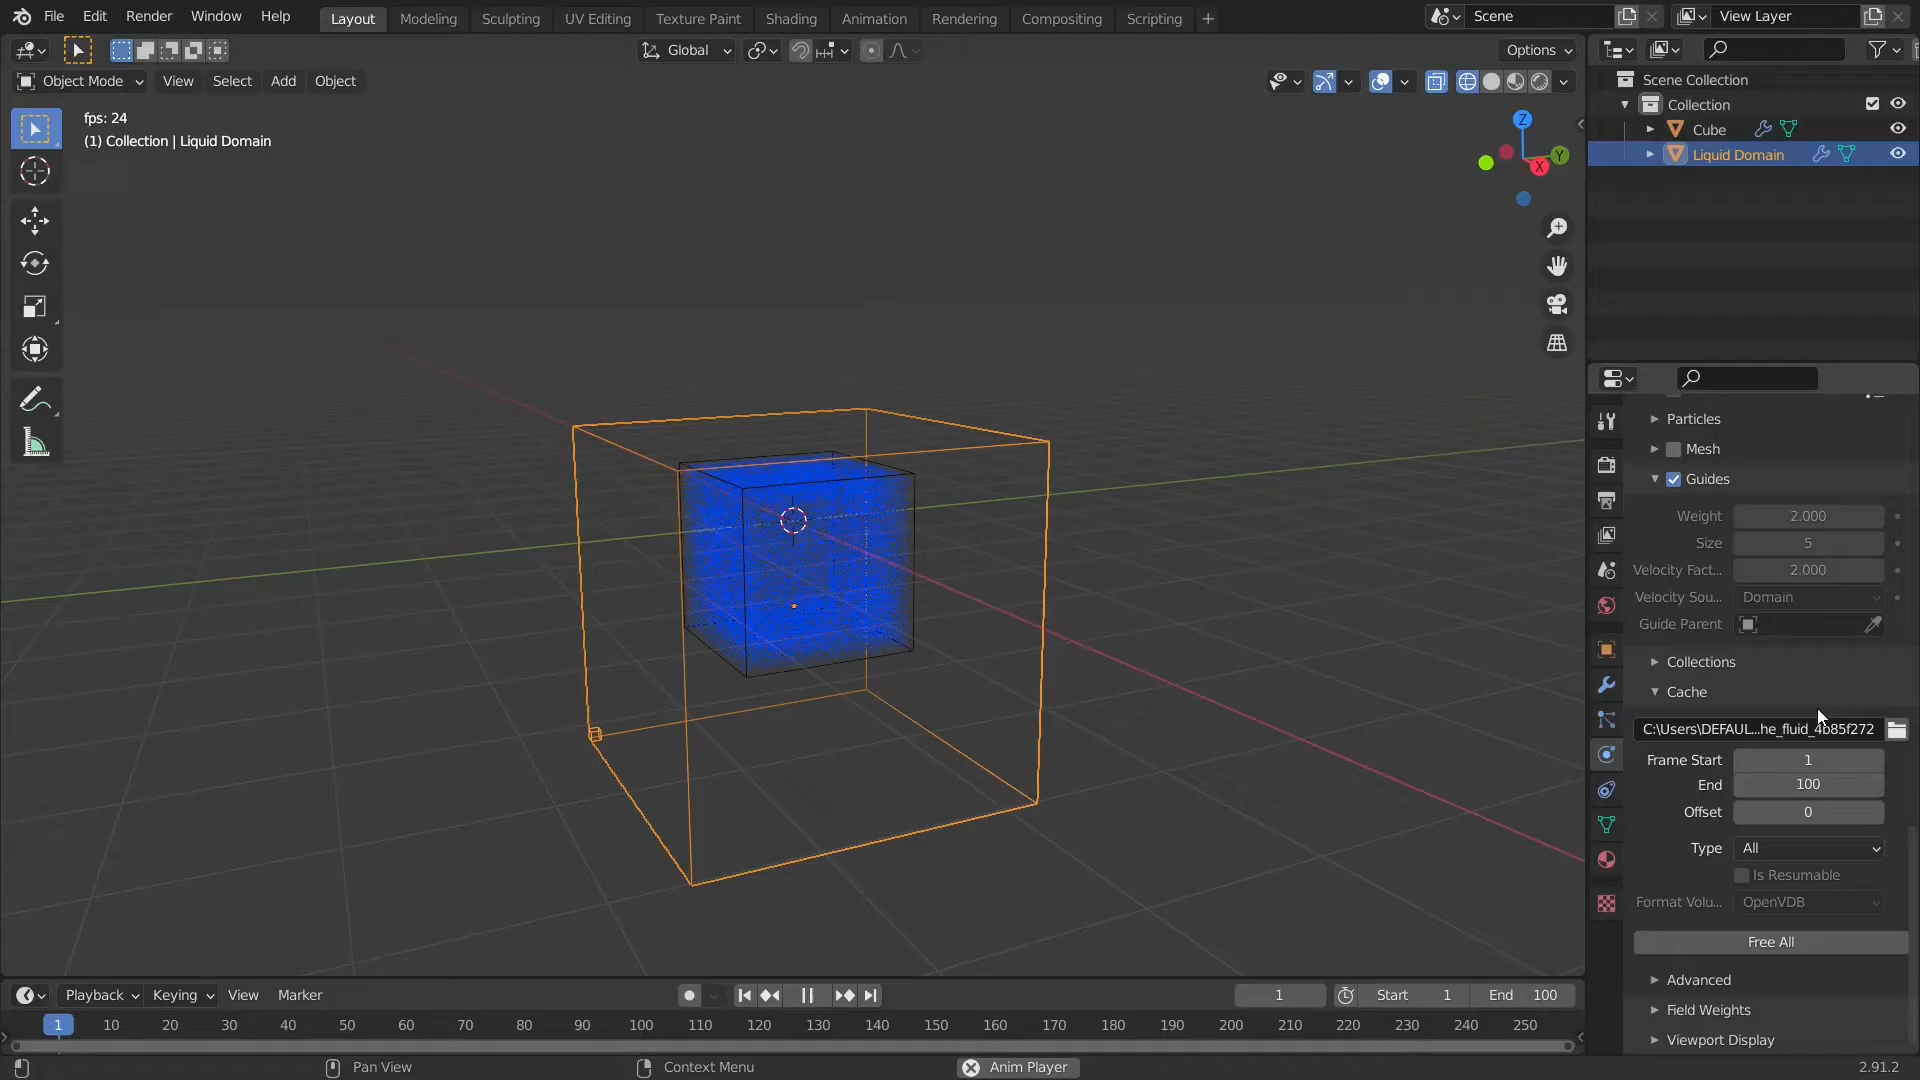 File Edit Render Window Help Layout Modeling Sculpting UV Editing Texture Paint Shading Animation Rendering Compositing Scripting + Scene View Layer
Global Options
Object Mode View Select Add Object
fps: 24
(1) Collection | Liquid Domain
Z
Y
X
Scene Collection
Collection
Cube
Liquid Domain
Particles
Mesh
Guides
Weight 2.000
Size 5
Velocity Fact... 2.000
Velocity Sou... Domain
Guide Parent
Collections
Cache
C:\Users\DEFAUL...he_fluid_4b85f272
Frame Start 1
End 100
Offset 0
Type All
Is Resumable
Format Volu... OpenVDB
Free All
Advanced
Field Weights
Viewport Display
Playback Keying View Marker 1 Start 1 End 100
1 10 20 30 40 50 60 70 80 90 100 110 120 130 140 150 160 170 180 190 200 210 220 230 240 250
Pan View Context Menu Anim Player 2.91.2